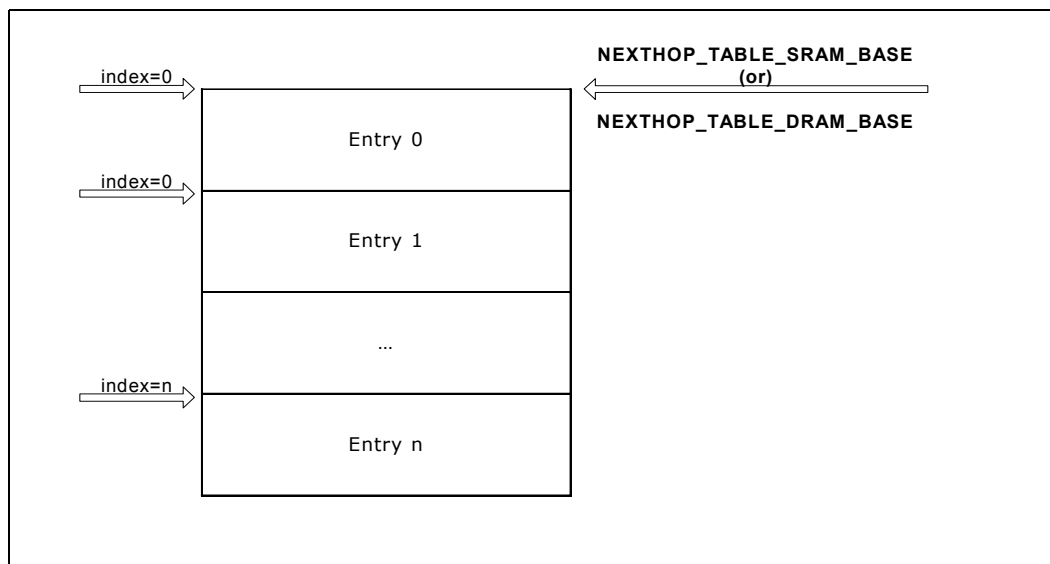 NEXTHOP_TABLE_SRAM_BASE
index=0
(or)
NEXTHOP_TABLE_DRAM_BASE
Entry 0
index=0
Entry 1
...
index=n
Entry n